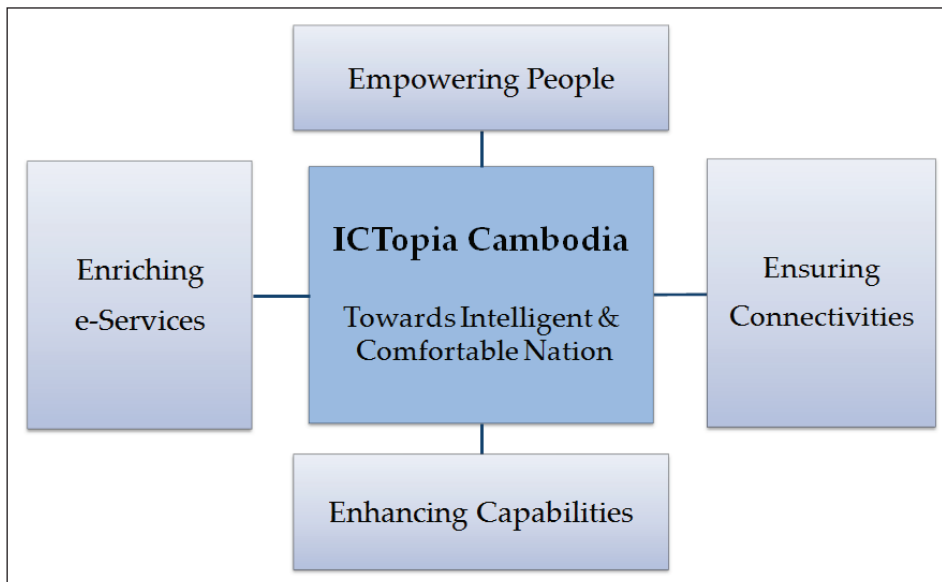 Empowering People
Enriching
e-Services
ICTopia Cambodia
Towards Intelligent &
Comfortable Nation
Ensuring
Connectivities
Enhancing Capabilities